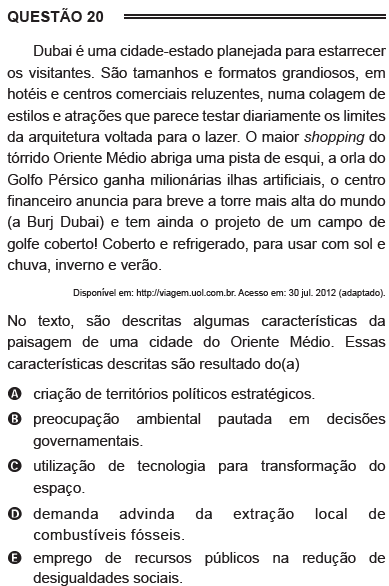 QUESTÃO 20
Dubai é uma cidade-estado planejada para estarrecer
os visitantes. São tamanhos e formatos grandiosos, em
hotéis e centros comerciais reluzentes, numa colagem de
estilos e atrações que parece testar diariamente os limites
da arquitetura voltada para o lazer. O maior shopping do
tórrido Oriente Médio abriga uma pista de esqui, a orla do
Golfo Pérsico ganha milionárias ilhas artificiais, o centro
financeiro anuncia para breve a torre mais alta do mundo
(a Burj Dubai) e tem ainda o projeto de um campo de
golfe coberto! Coberto e refrigerado, para usar com sol e
chuva, inverno e verão.
Disponível em: http://viagem.uol.com.br. Acesso em: 30 jul. 2012 (adaptado).
No texto, são descritas algumas características da
paisagem de uma cidade do Oriente Médio. Essas
características descritas são resultado do(a)
A criação de territórios políticos estratégicos.
B preocupação ambiental pautada em decisões
governamentais.
C utilização de tecnologia para transformação do
espaço.
D demanda advinda da extração local de
combustíveis fósseis.
E emprego de recursos públicos na redução de
desigualdades sociais.